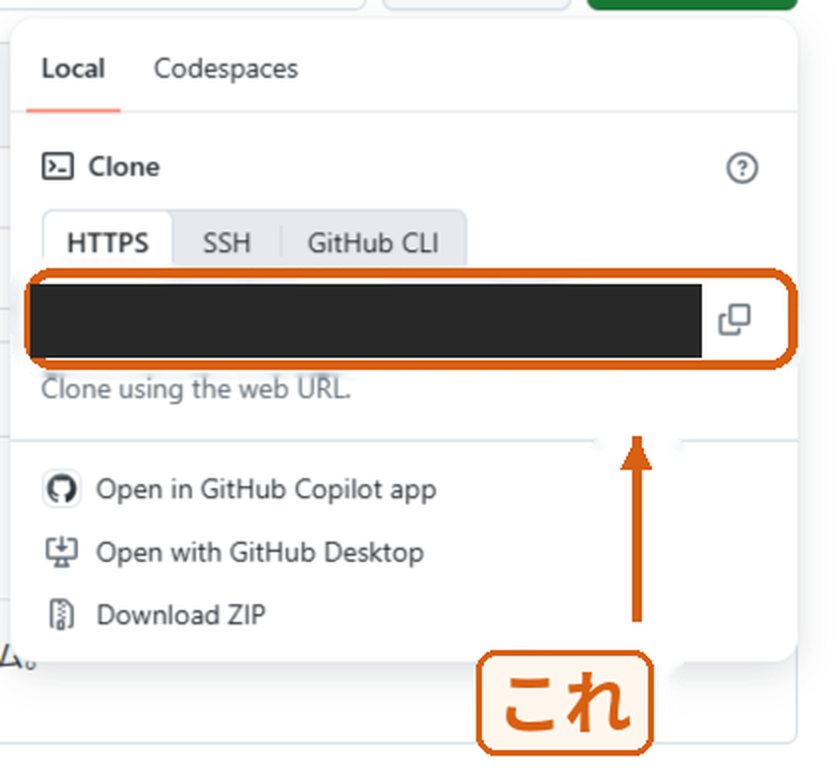 Local Codespaces
Clone
HTTPS SSH GitHub CLI
Clone using the web URL.
Open in GitHub Copilot app
Open with GitHub Desktop
Download ZIP
ム。
これ